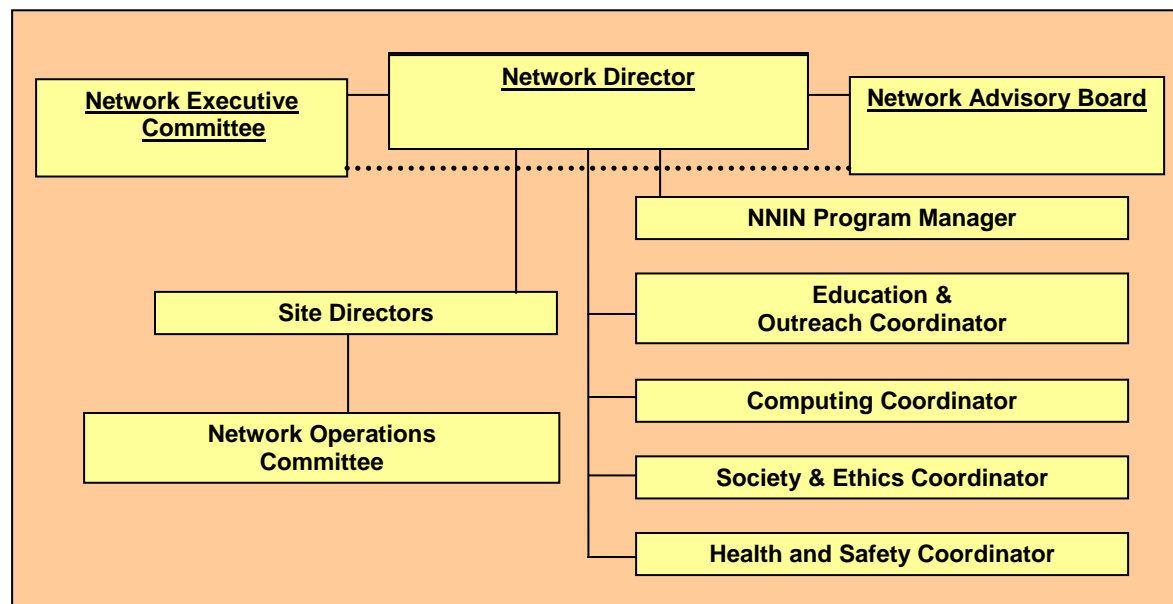 Network Director
Network Executive
Committee
Network Advisory Board
NNIN Program Manager
Education &
Outreach Coordinator
Site Directors
Computing Coordinator
Network Operations
Committee
Society & Ethics Coordinator
Health and Safety Coordinator